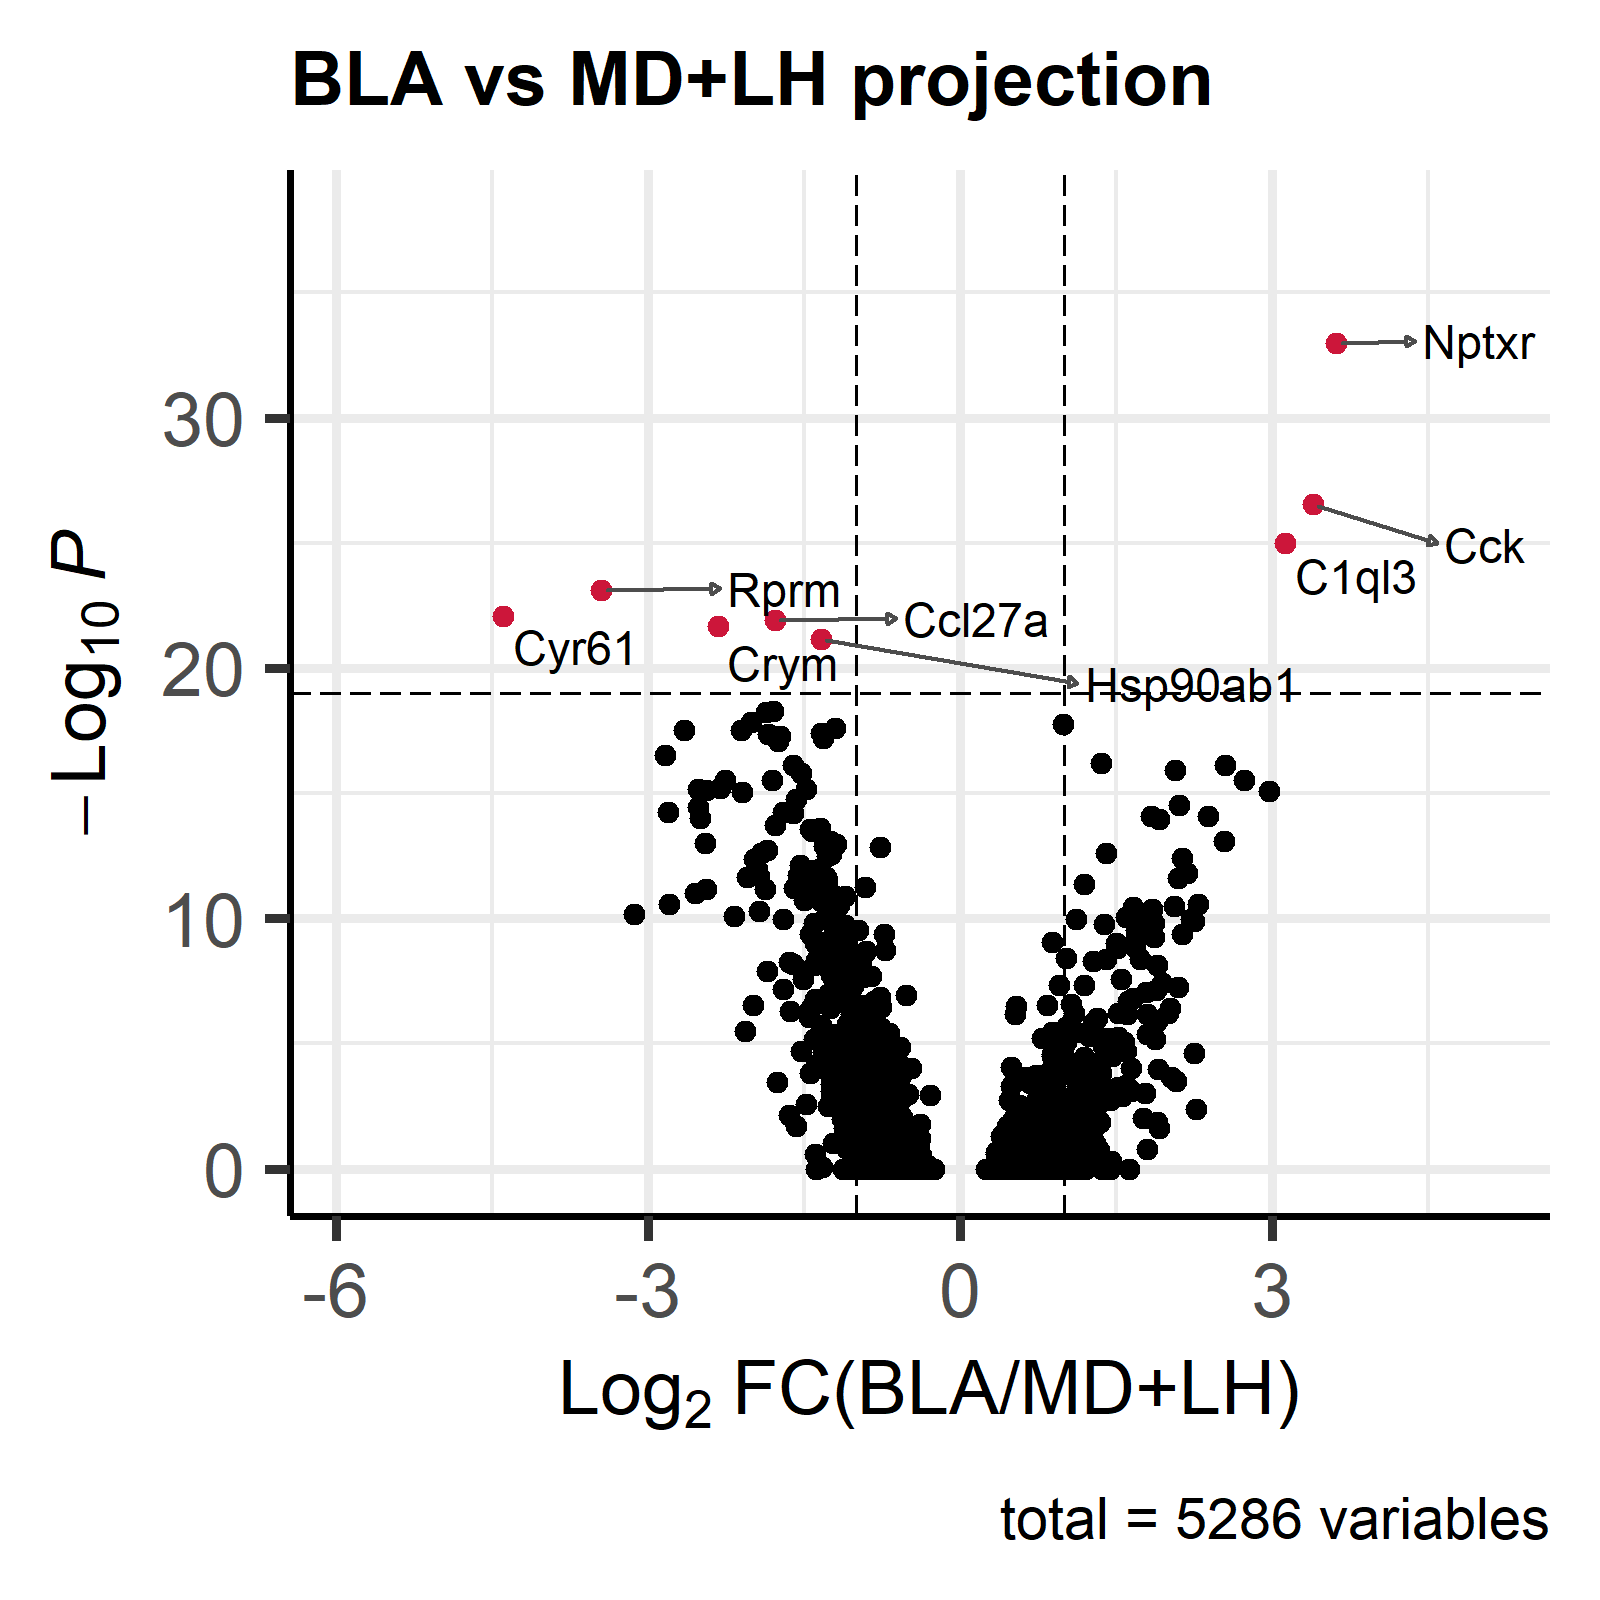 BLA vs MD+LH projection
Nptxr
30
Cck
C1ql3
Rprm
Ccl27a
Cyr61
Crym
20
Hsp90ab1
−Log10 P
10
0
-6 -3 0 3
Log2 FC(BLA/MD+LH)
total = 5286 variables